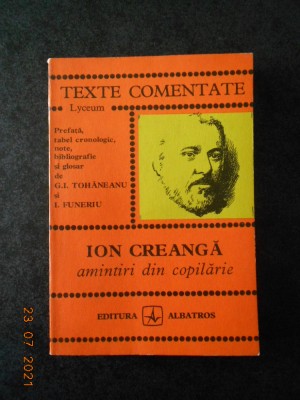 TEXTE COMENTATE
Lyceum
Prefață,
tabel cronologic,
note,
bibliografie
și glosar
de
G.I. TOHĂNEANU
și
I. FUNERIU
ION CREANGĂ
amintiri din copilărie
EDITURA ALBATROS
23.07.2021